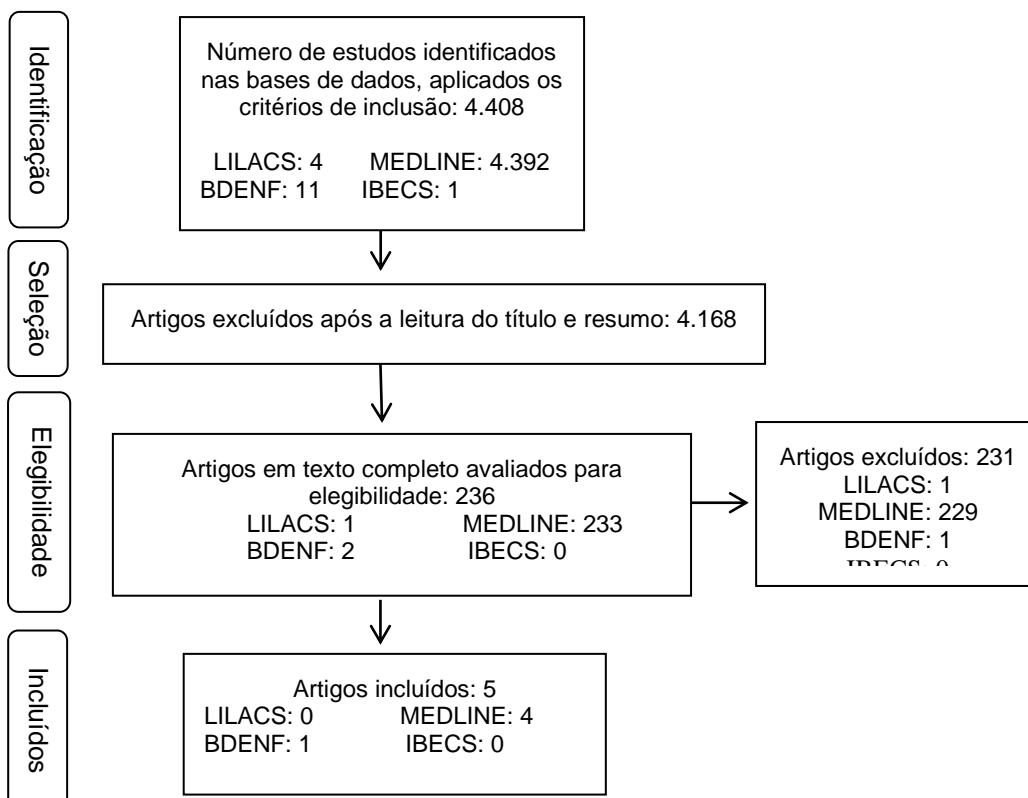 Identificação
Número de estudos identificados
nas bases de dados, aplicados os
critérios de inclusão: 4.408
LILACS: 4 MEDLINE: 4.392
BDENF: 11 IBECS: 1
Seleção
Artigos excluídos após a leitura do título e resumo: 4.168
Elegibilidade
Artigos em texto completo avaliados para
elegibilidade: 236
LILACS: 1 MEDLINE: 233
BDENF: 2 IBECS: 0
Artigos excluídos: 231
LILACS: 1
MEDLINE: 229
BDENF: 1
IBECS: 0
Incluídos
Artigos incluídos: 5
LILACS: 0 MEDLINE: 4
BDENF: 1 IBECS: 0